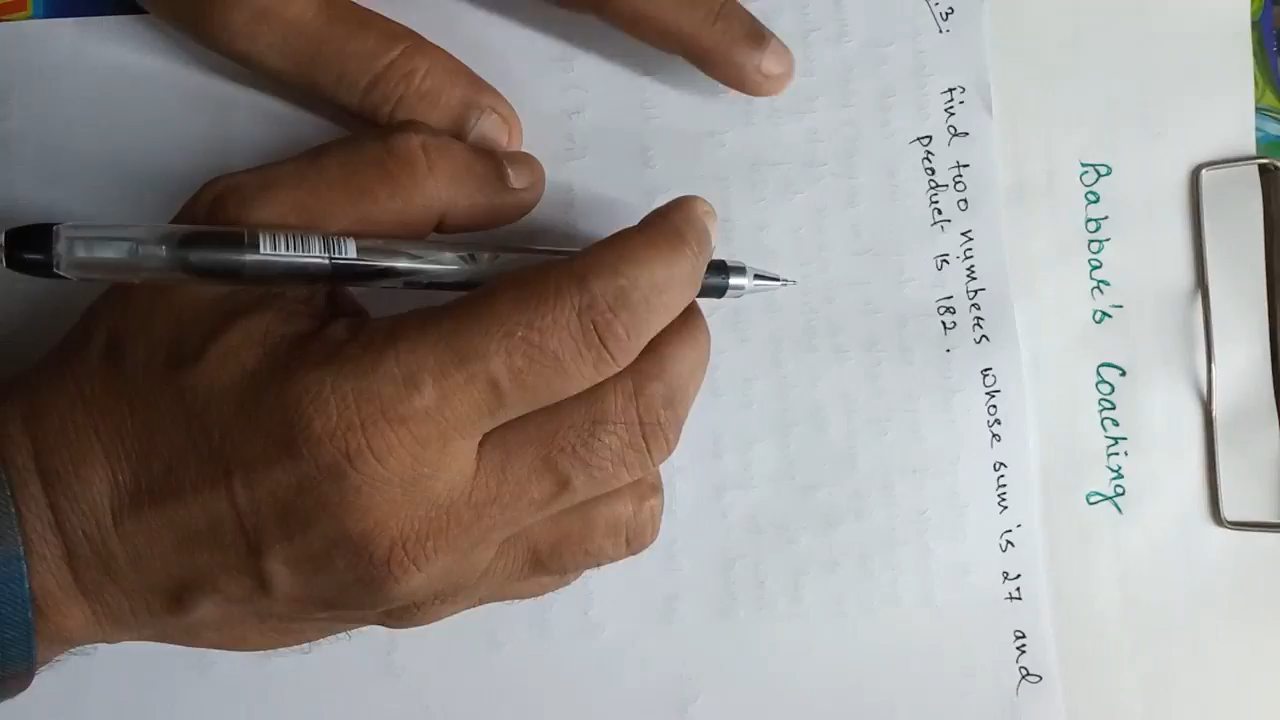 Babbar's Coaching
.3. find two numbers whose sum is 27 and
product is 182.